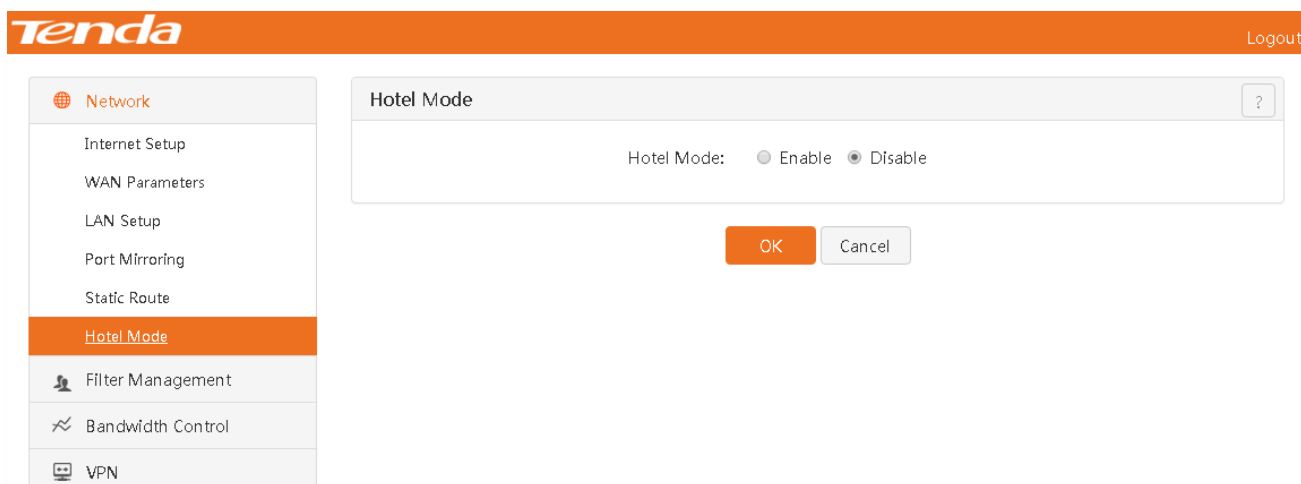 Tenda
Logout
Network
Internet Setup
WAN Parameters
LAN Setup
Port Mirroring
Static Route
Hotel Mode
Filter Management
Bandwidth Control
VPN
Hotel Mode
?
Hotel Mode: Enable Disable
OK Cancel